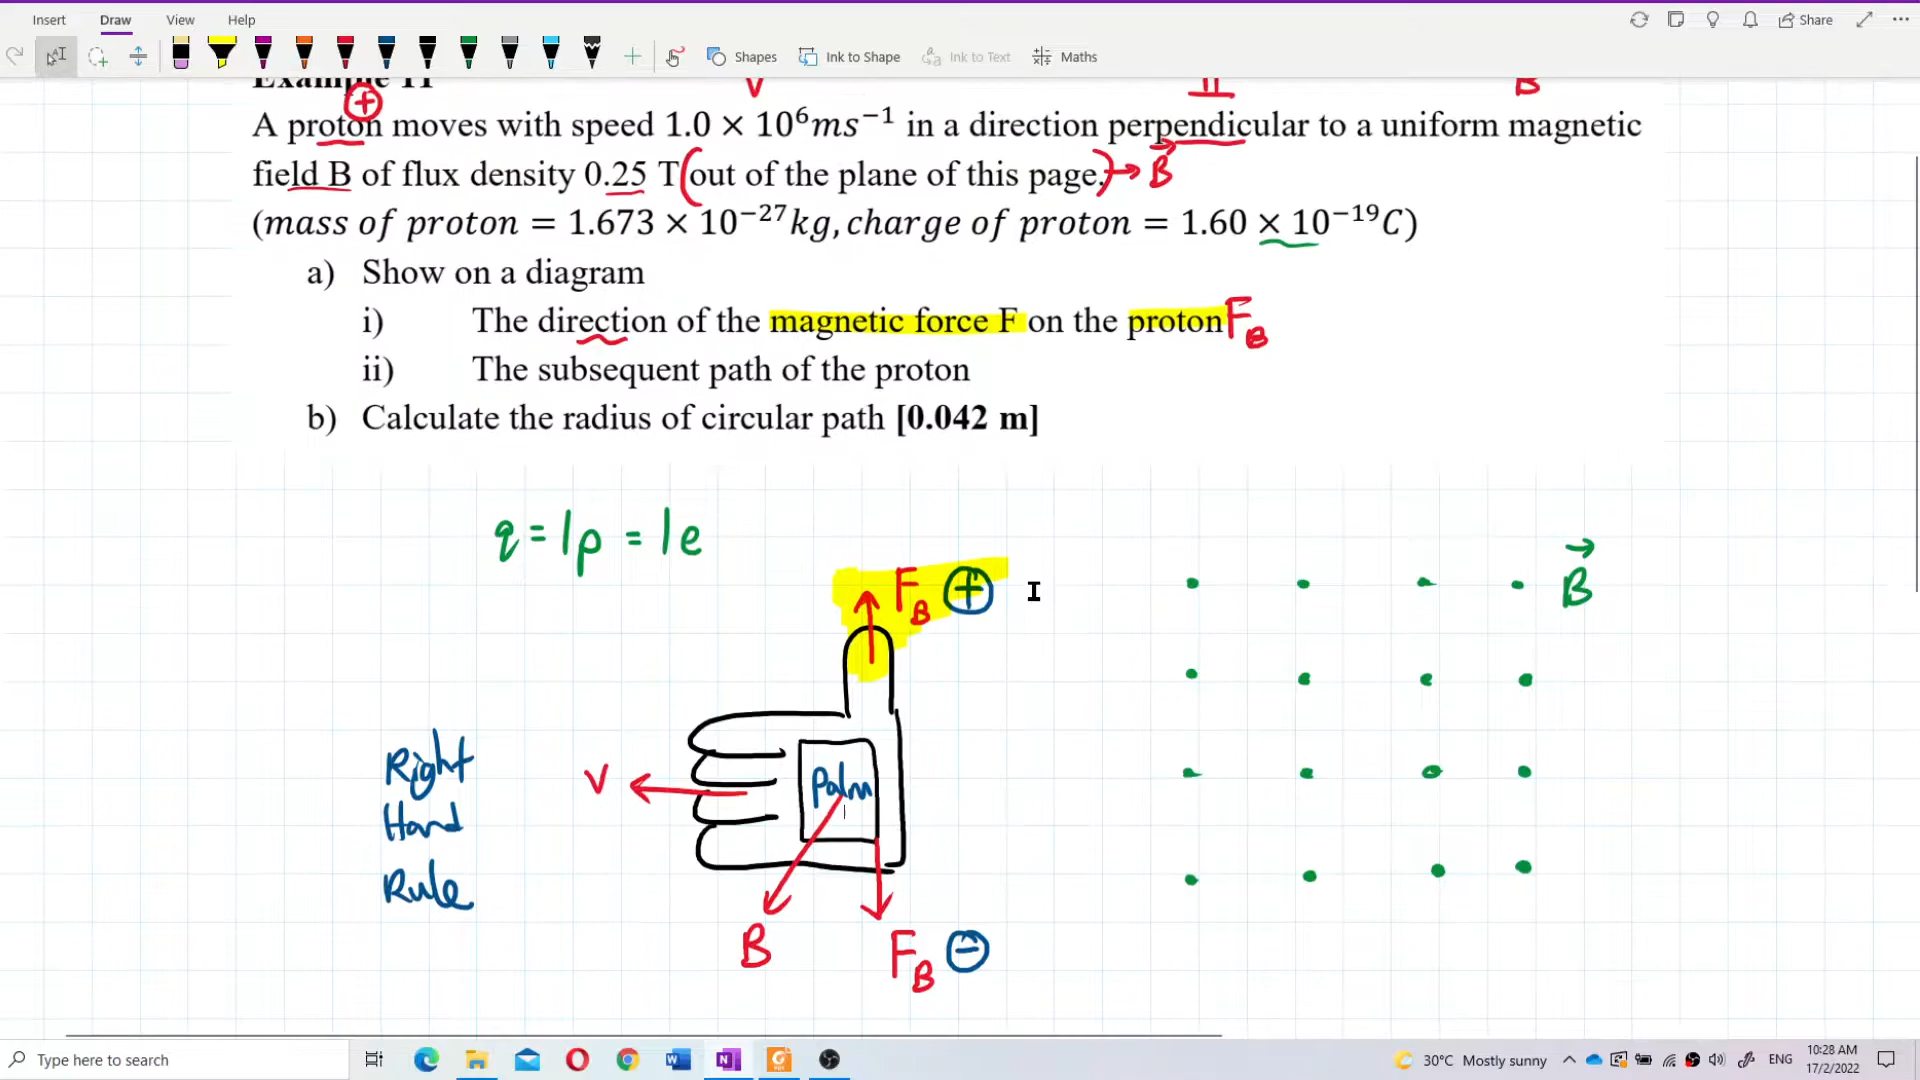 Insert Draw View Help
Share
Shapes Ink to Shape Ink to Text Maths
Example 11
V B
+
A proton moves with speed 1.0 × 10⁶ms⁻¹ in a direction perpendicular to a uniform magnetic
field B of flux density 0.25 T (out of the plane of this page.) → B
(mass of proton = 1.673 × 10⁻²⁷kg, charge of proton = 1.60 × 10⁻¹⁹C)
a) Show on a diagram
i) The direction of the magnetic force F on the proton F_B
ii) The subsequent path of the proton
b) Calculate the radius of circular path [0.042 m]
q = 1p = 1e
F_B +
B
Right
Hand
Rule
V
Palm
B
F_B −
Type here to search
30°C Mostly sunny
ENG
10:28 AM
17/2/2022